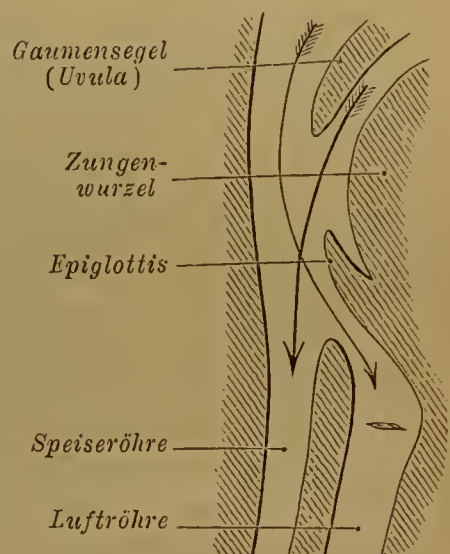 Gaumensegel
(Uvula)
Zungen-
wurzel
Epiglottis
Speiseröhre
Luftröhre